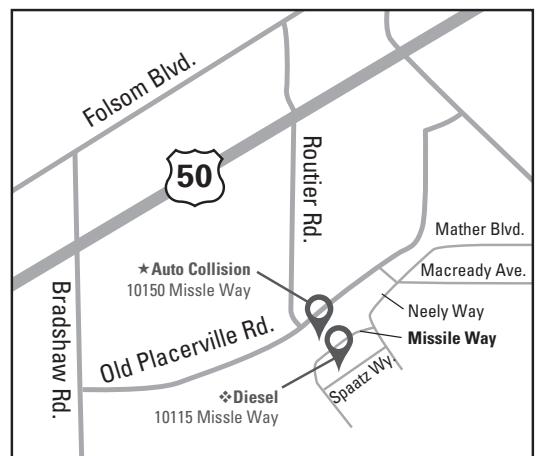 Folsom Blvd.
50
Routier Rd.
Mather Blvd.
★Auto Collision
10150 Missle Way
Macready Ave.
Bradshaw Rd.
Neely Way
Old Placerville Rd.
Missile Way
Spaatz Wy.
❖Diesel
10115 Missle Way